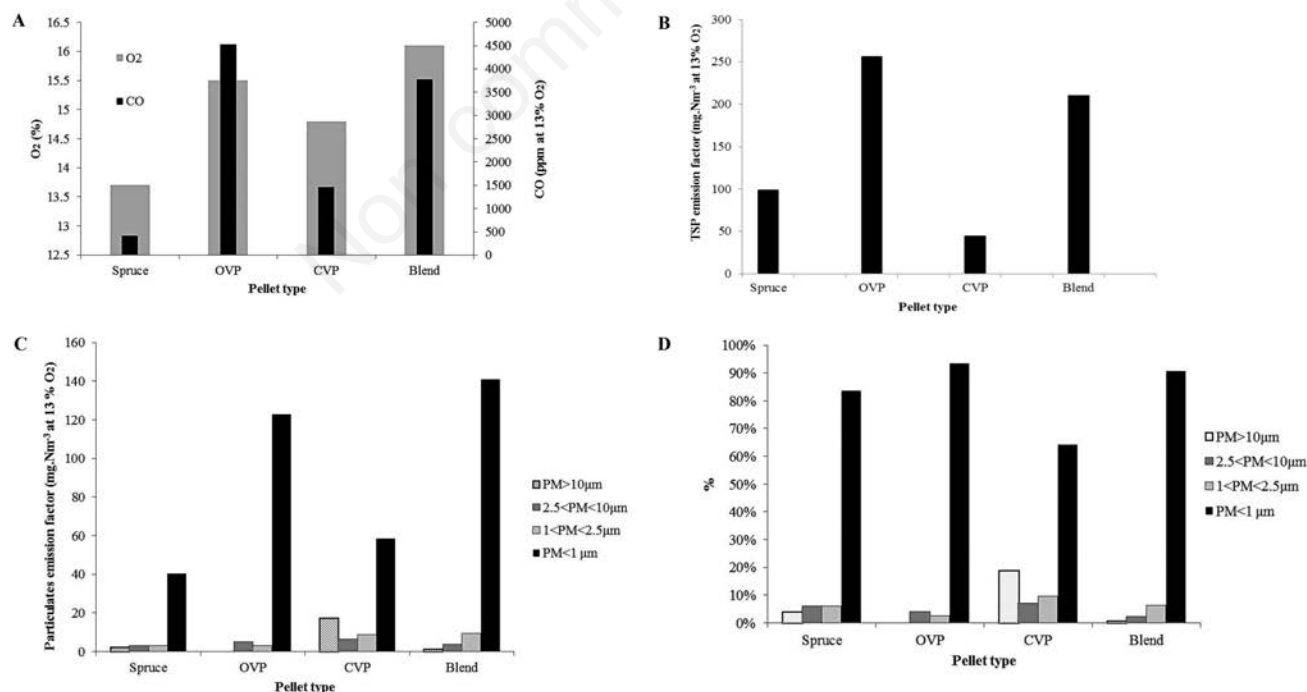 A
O₂ (%)
16.5
16
15.5
15
14.5
14
13.5
13
12.5
O2
CO
5000
4500
4000
3500
3000
2500
2000
1500
1000
500
0
CO (ppm at 13% O₂)
Spruce OVP CVP Blend
Pellet type
Non comm
B
TSP emission factor (mg.Nm⁻³ at 13% O₂)
300
250
200
150
100
50
0
Spruce OVP CVP Blend
Pellet type
C
Particulates emission factor (mg.Nm⁻³ at 13 % O₂)
160
140
120
100
80
60
40
20
0
Spruce OVP CVP Blend
Pellet type
PM>10µm
2.5<PM<10µm
1<PM<2.5µm
PM<1 µm
D
%
100%
90%
80%
70%
60%
50%
40%
30%
20%
10%
0%
Spruce OVP CVP Blend
Pellet type
PM>10µm
2.5<PM<10µm
1<PM<2.5µm
PM<1 µm